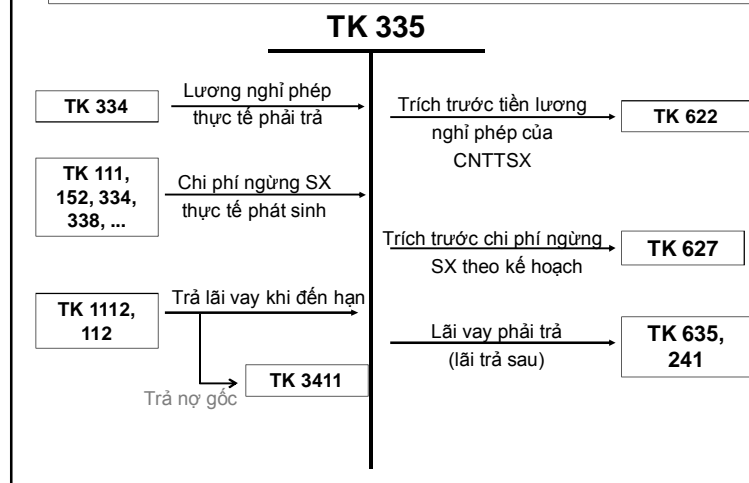 TK 335
TK 334
Lương nghỉ phép
thực tế phải trả
TK 111,
152, 334,
338, ...
Chi phí ngừng SX
thực tế phát sinh
TK 1112,
112
Trả lãi vay khi đến hạn
Trả nợ gốc
TK 3411
Trích trước tiền lương
nghỉ phép của
CNTTSX
TK 622
Trích trước chi phí ngừng
SX theo kế hoạch
TK 627
Lãi vay phải trả
(lãi trả sau)
TK 635,
241